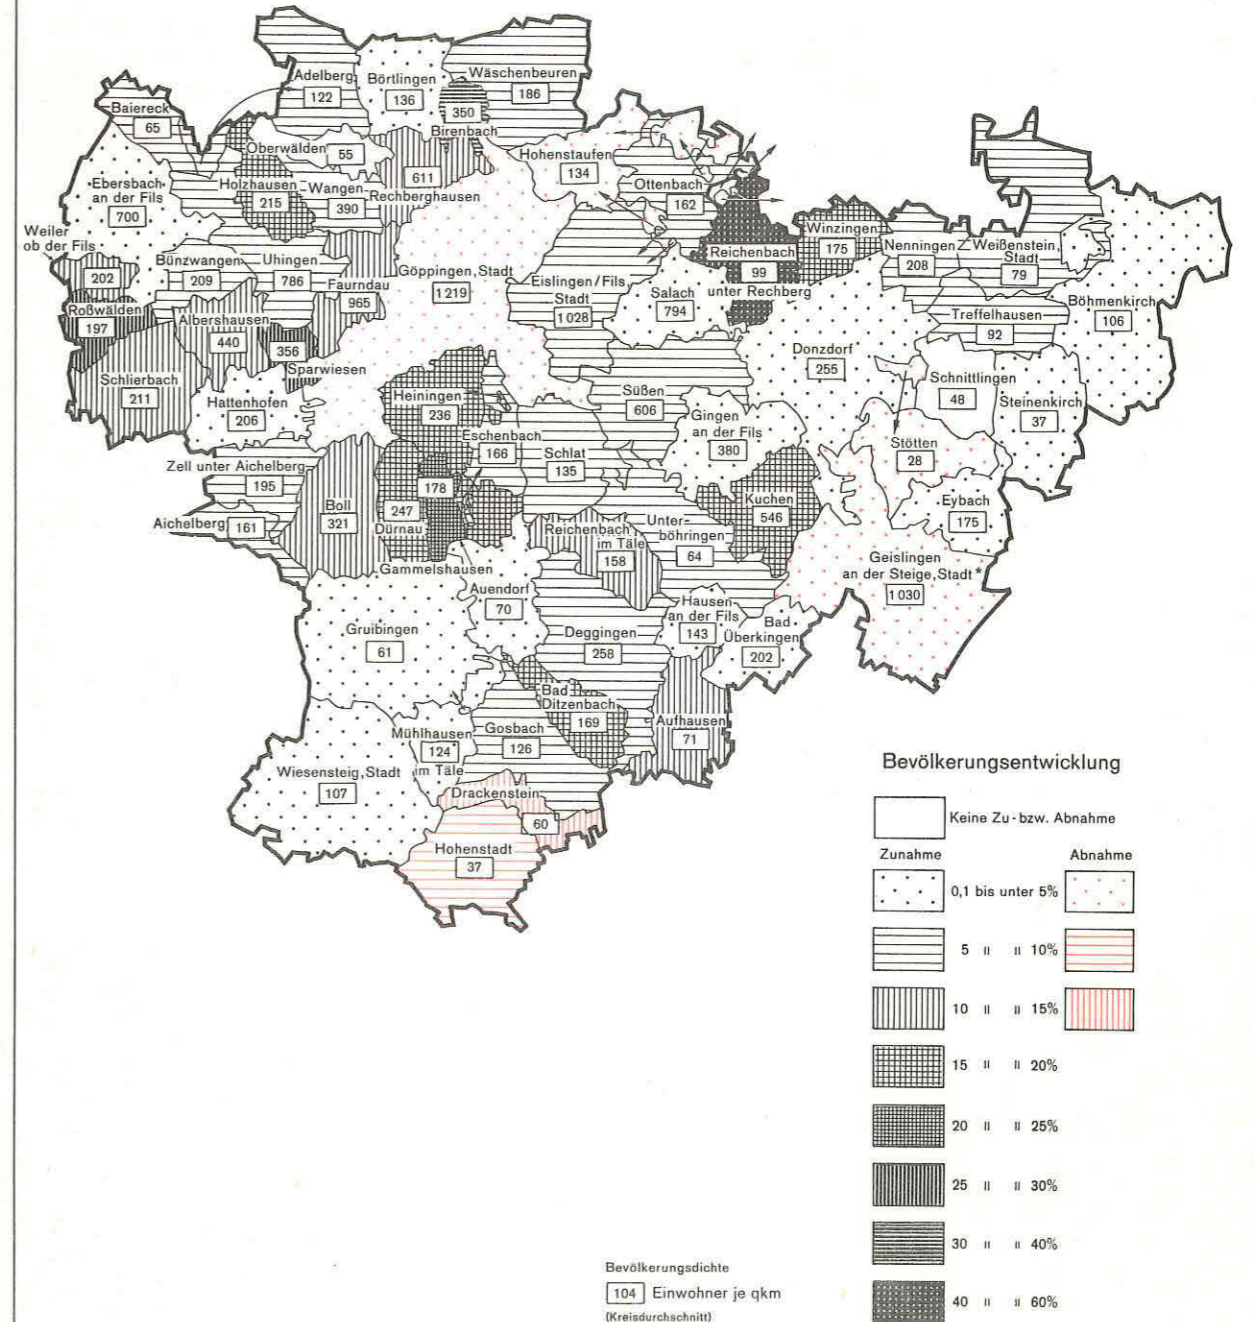 Adelberg
122
Börtlingen
136
Wäschenbeuren
186
Baiereck
65
350
Birenbach
Oberwälden
55
Hohenstaufen
134
Ebersbach
an der Fils
700
Holzhausen
215
Wangen
390
611
Rechberghausen
Ottenbach
162
Winzingen
175
Weiler
ob der Fils
202
Bünzwangen
209
Uhingen
786
Faurndau
965
Göppingen, Stadt
1 219
Eislingen/Fils,
Stadt
1 028
Salach
794
Reichenbach
99
unter Rechberg
Nenningen
208
Weißenstein,
Stadt
79
Böhmenkirch
106
Treffelhausen
92
Roßwälden
197
Albershausen
440
356
Sparwiesen
Donzdorf
255
Schlierbach
211
Hattenhofen
206
Heiningen
236
Süßen
606
Gingen
an der Fils
380
Schnittlingen
48
Steinenkirch
37
Eschenbach
166
Schlat
135
Stötten
28
Zell unter Aichelberg
195
Boll
321
178
247
Dürnau
Kuchen
546
Eybach
175
Aichelberg
161
Reichenbach
im Täle
158
Unter-
böhringen
64
Geislingen
an der Steige, Stadt*
1 030
Gammelshausen
Auendorf
70
Hausen
an der Fils
143
Bad
Überkingen
202
Gruibingen
61
Deggingen
258
Bad
Ditzenbach
169
Aufhausen
71
Mühlhausen
124
im Täle
Gosbach
126
Wiesensteig, Stadt
107
Drackenstein
60
Hohenstadt
37
Bevölkerungsentwicklung
Keine Zu- bzw. Abnahme
Zunahme Abnahme
0,1 bis unter 5%
5 " " 10%
10 " " 15%
15 " " 20%
20 " " 25%
25 " " 30%
30 " " 40%
40 " " 60%
Bevölkerungsdichte
104 Einwohner je qkm
(Kreisdurchschnitt)